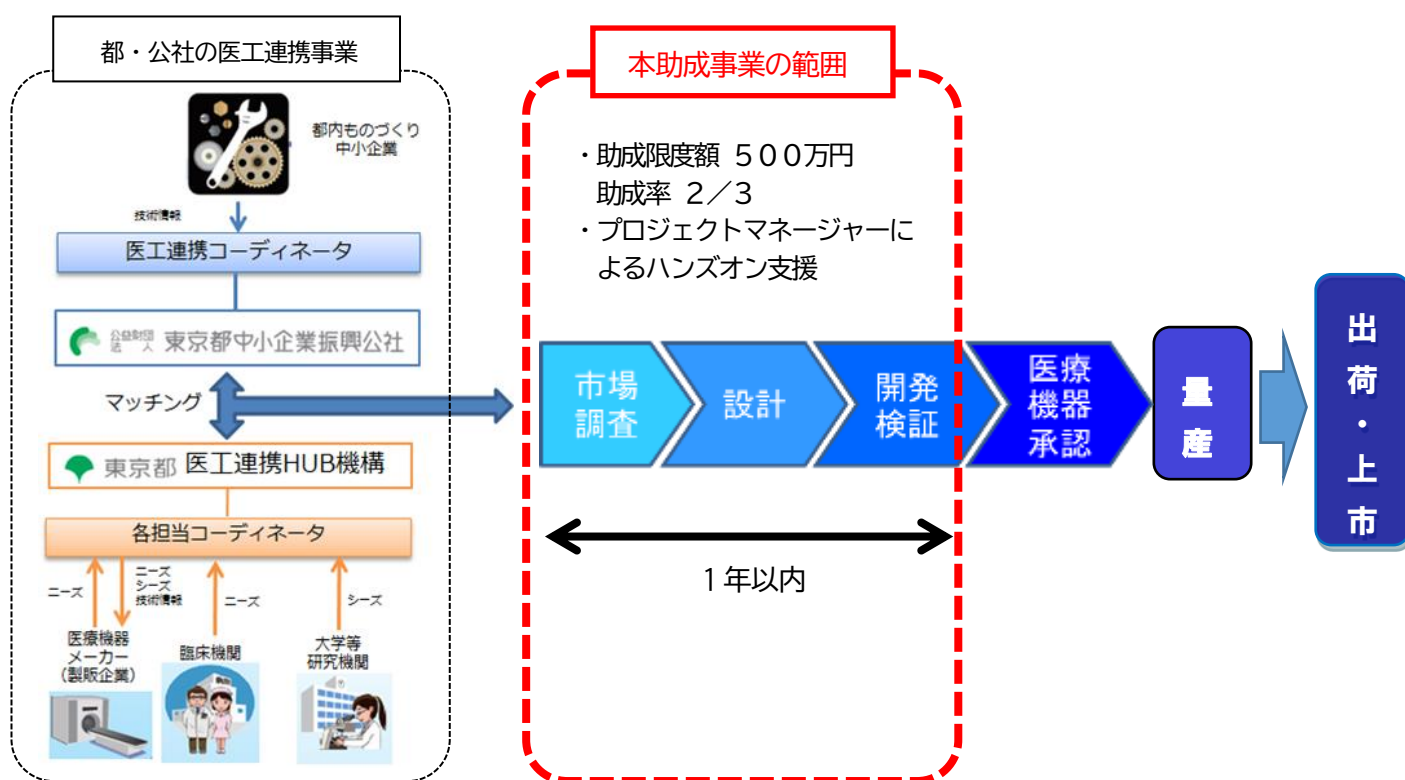 都・公社の医工連携事業
都内ものづくり
中小企業
技術情報
医工連携コーディネータ
公益財団
法 人
東京都中小企業振興公社
マッチング
東京都 医工連携HUB機構
各担当コーディネータ
ニーズ
ニーズ
シーズ
技術情報
ニーズ
シーズ
医療機器
メーカー
(製販企業)
臨床機関
大学等
研究機関
本助成事業の範囲
・助成限度額 500万円
助成率 2/3
・プロジェクトマネージャーに
よるハンズオン支援
市場
調査
設計
開発
検証
医療
機器
承認
量産
出荷・上市
1年以内